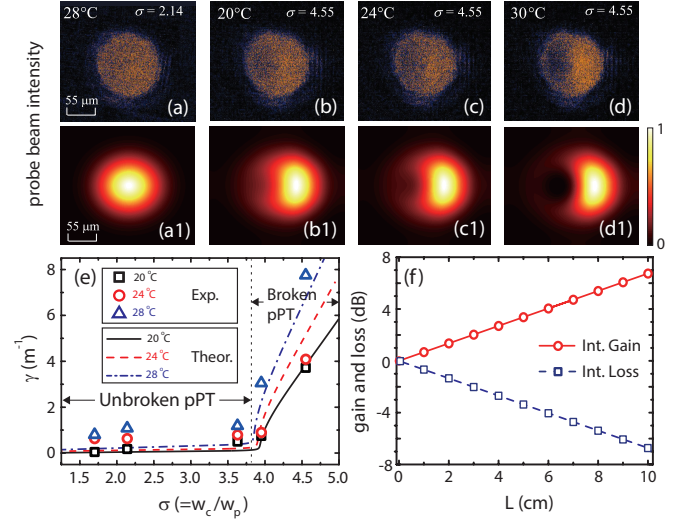 probe beam intensity
28°C σ = 2.14
55 μm
(a)
20°C σ = 4.55
(b)
24°C σ = 4.55
(c)
30°C σ = 4.55
(d)
55 μm
(a1)
(b1)
(c1)
(d1)
1
0
(e)
20 °C
24 °C
28 °C
Exp.
20 °C
24 °C
28 °C
Theor.
Broken
pPT
Unbroken pPT
γ (m⁻¹)
8
6
4
2
0
1.5 2.0 2.5 3.0 3.5 4.0 4.5 5.0
σ (=w_c/w_p)
(f)
gain and loss (dB)
8
4
0
-4
-8
Int. Gain
Int. Loss
0 2 4 6 8 10
L (cm)